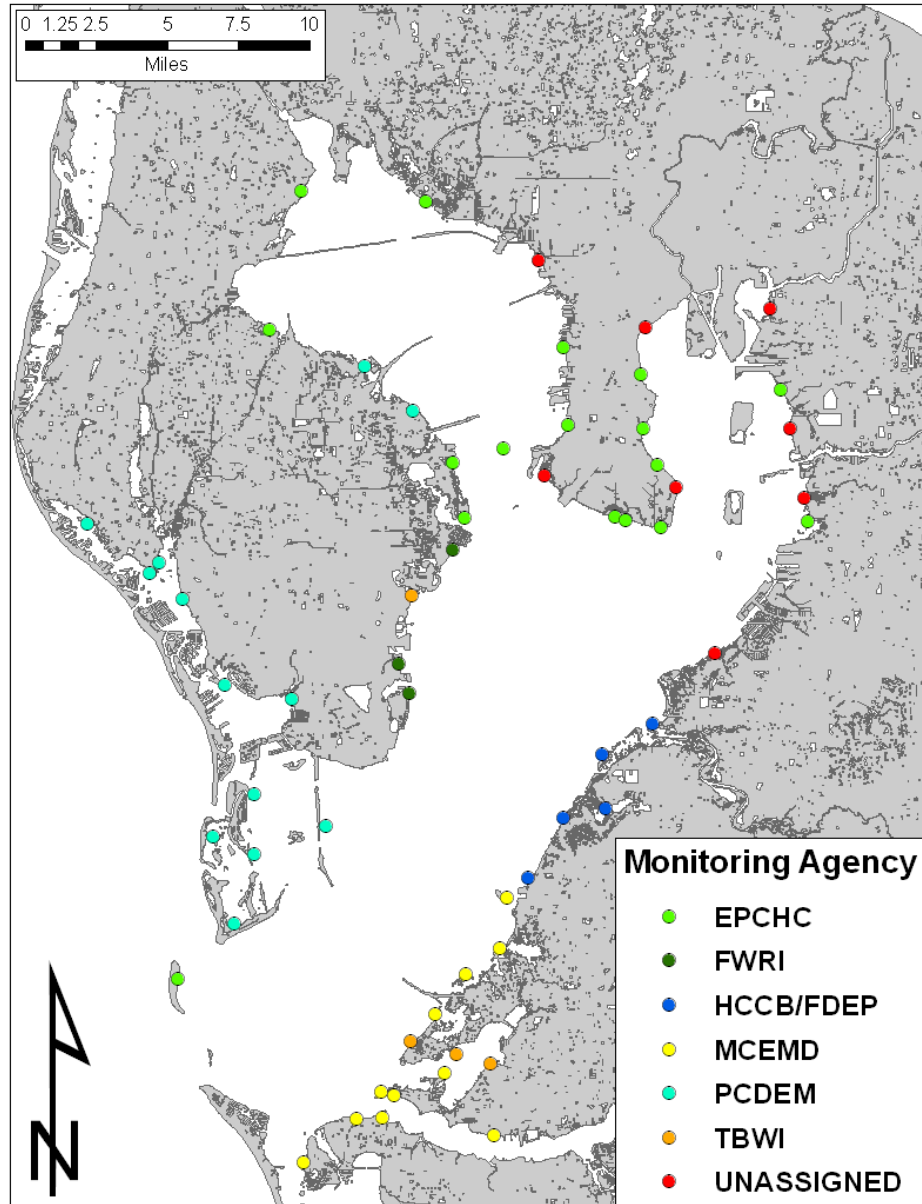 0 1.25 2.5 5 7.5 10
Miles
Monitoring Agency
EPCHC
FWRI
HCCB/FDEP
MCEMD
PCDEM
TBWI
UNASSIGNED
N